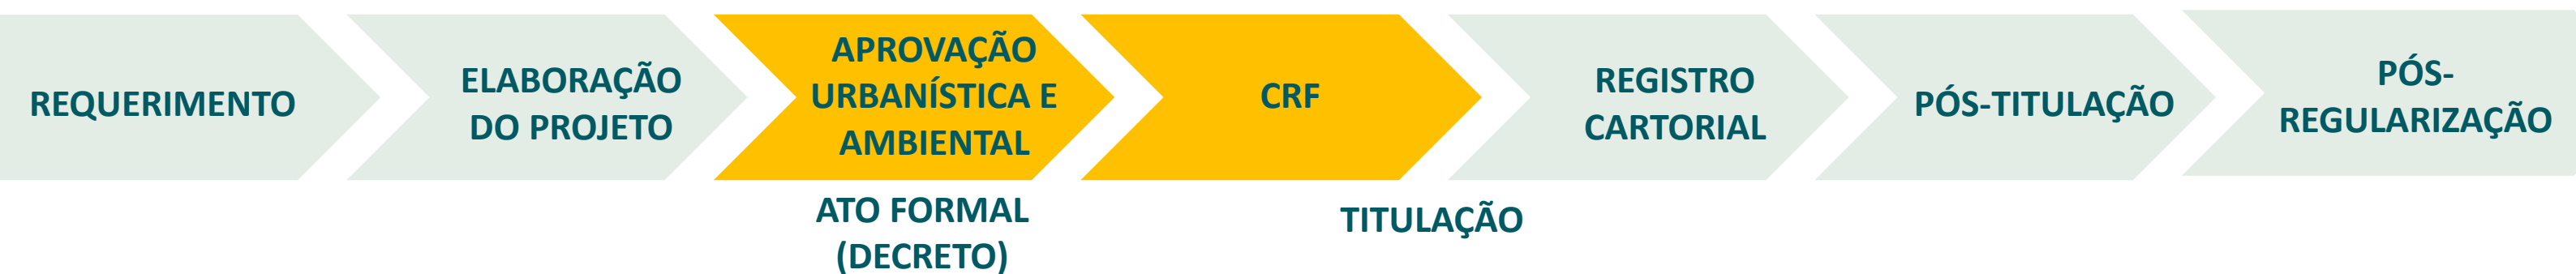 REQUERIMENTO
ELABORAÇÃO
DO PROJETO
APROVAÇÃO
URBANÍSTICA E
AMBIENTAL
CRF
REGISTRO
CARTORIAL
PÓS-TITULAÇÃO
PÓS-
REGULARIZAÇÃO
ATO FORMAL
(DECRETO)
TITULAÇÃO